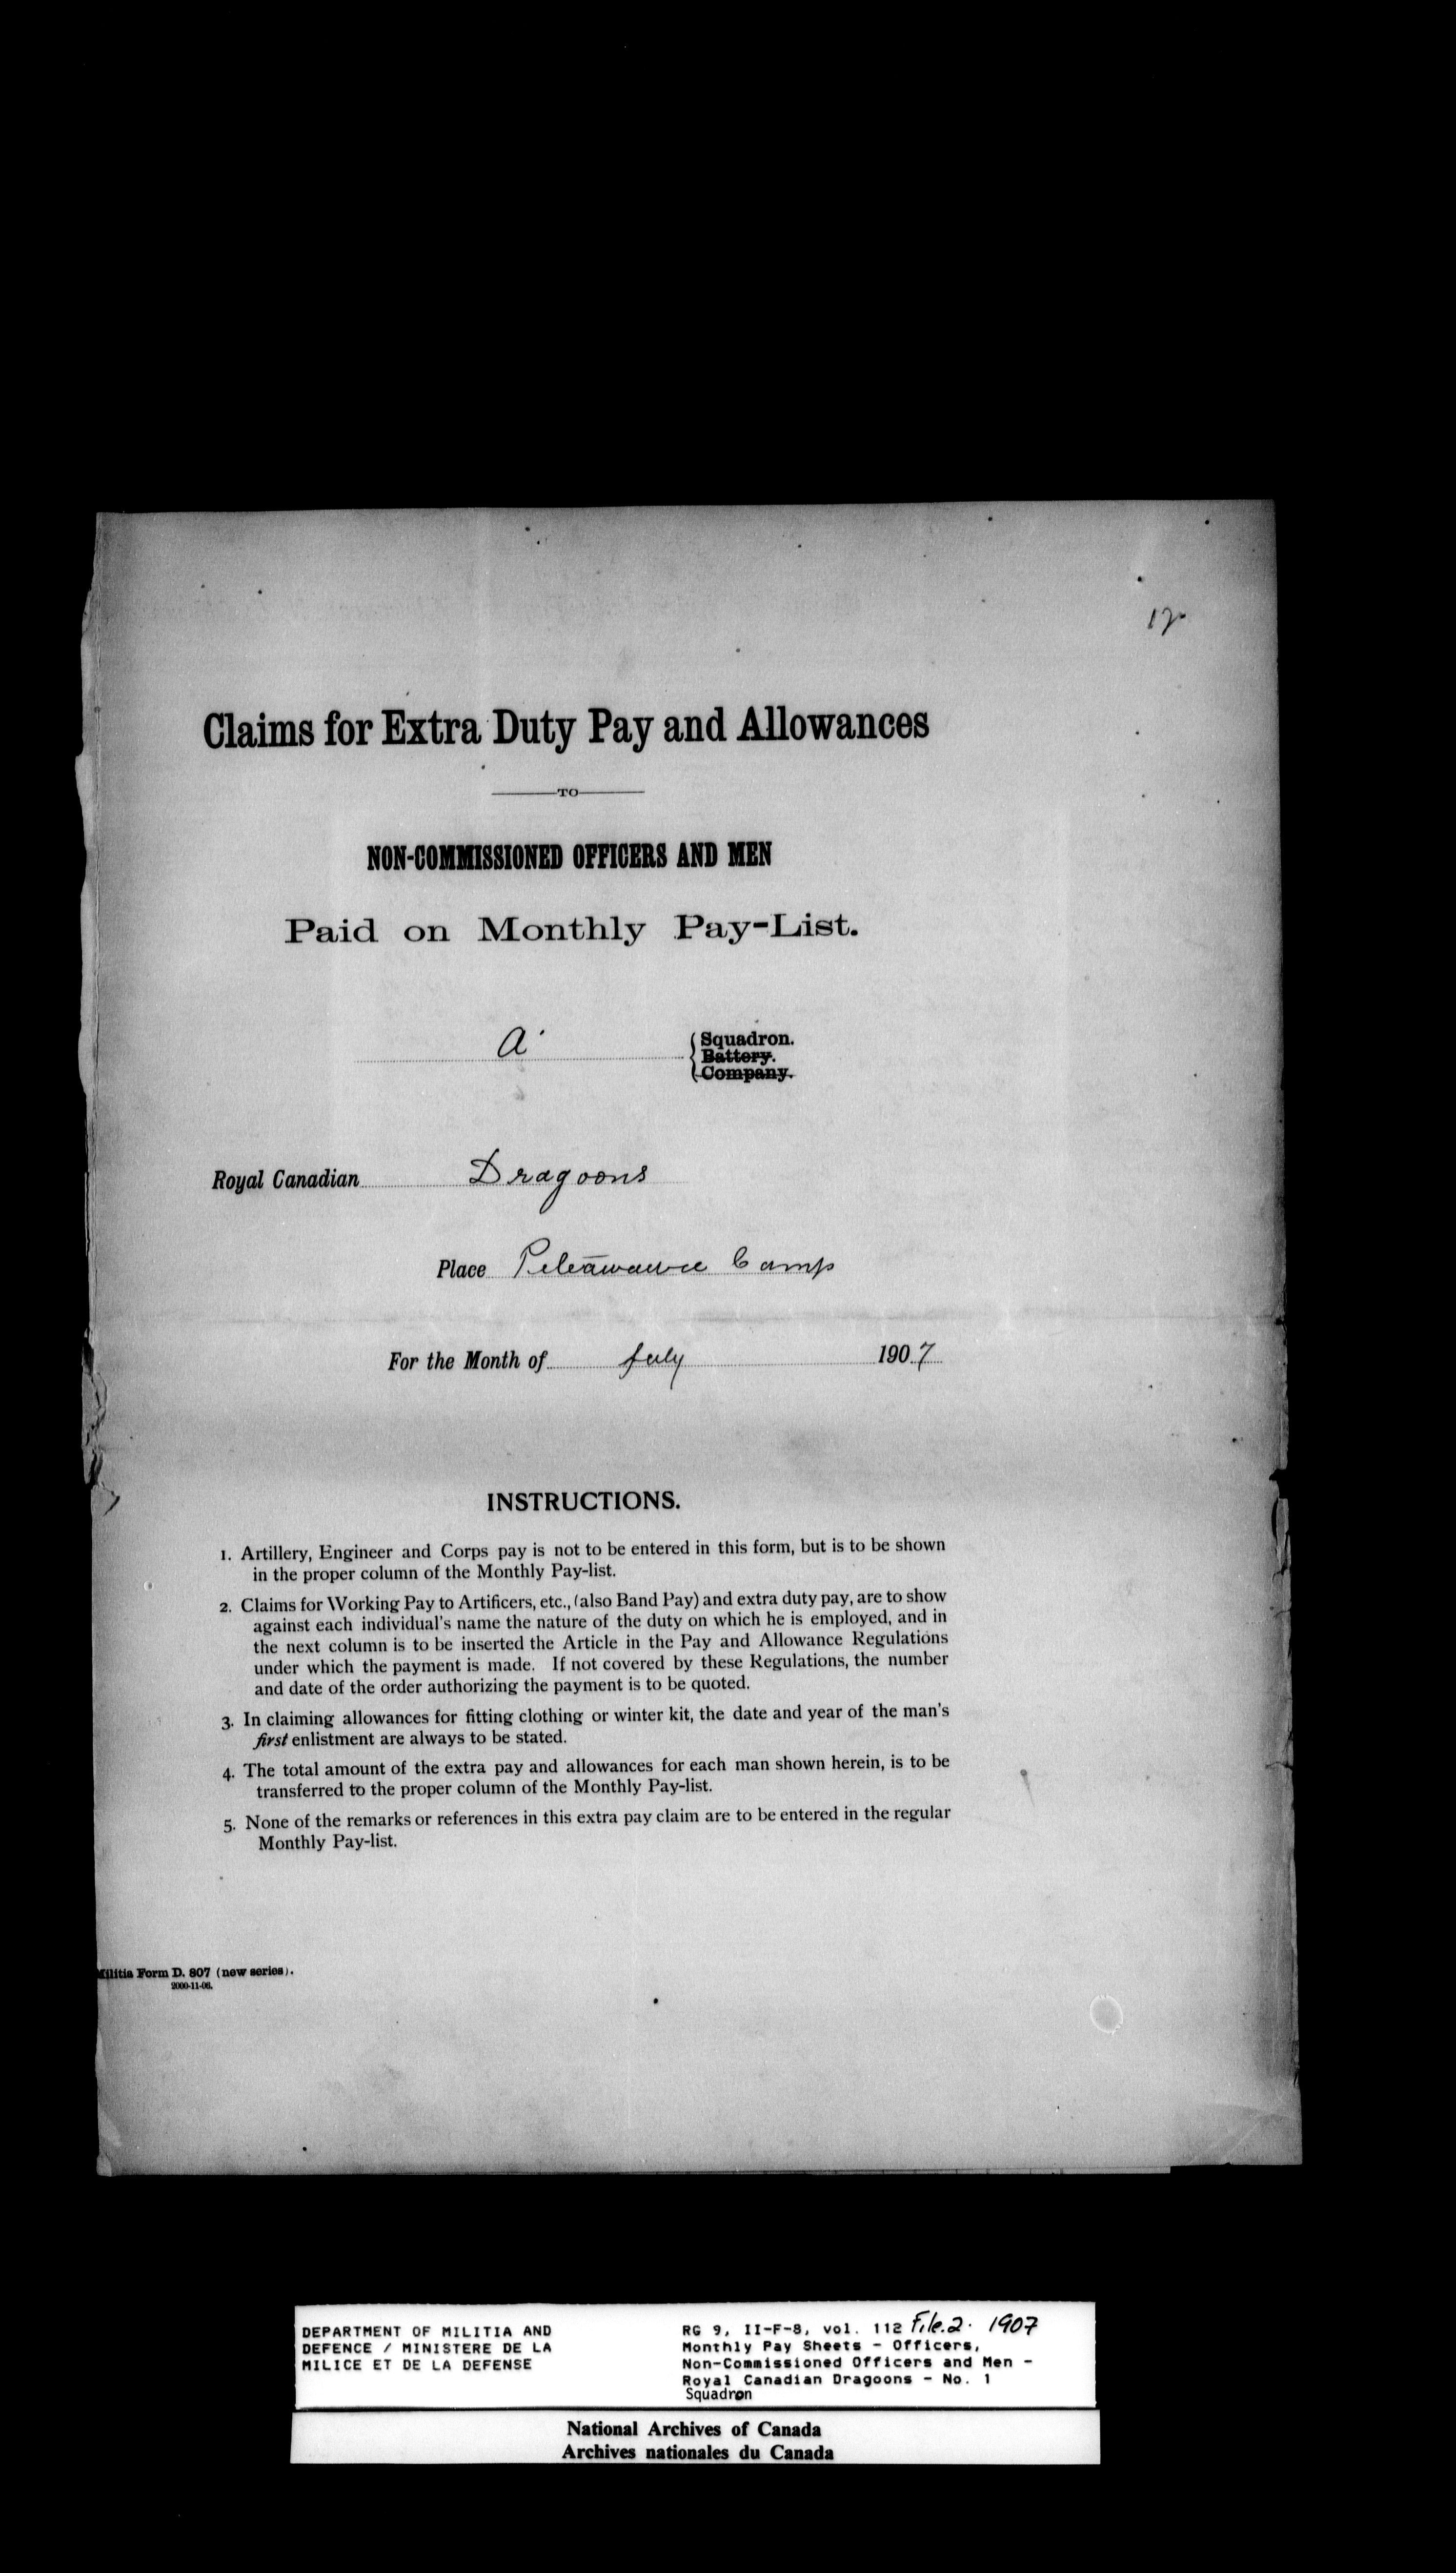 12
Claims for Extra Duty Pay and Allowances
TO
NON-COMMISSIONED OFFICERS AND MEN
Paid on Monthly Pay-List.
A
Squadron.
Battery.
Company.
Royal Canadian Dragoons
Place Petawawa Camp
For the Month of July 1907
INSTRUCTIONS.
1. Artillery, Engineer and Corps pay is not to be entered in this form, but is to be shown
in the proper column of the Monthly Pay-list.
2. Claims for Working Pay to Artificers, etc., (also Band Pay) and extra duty pay, are to show
against each individual's name the nature of the duty on which he is employed, and in
the next column is to be inserted the Article in the Pay and Allowance Regulations
under which the payment is made. If not covered by these Regulations, the number
and date of the order authorizing the payment is to be quoted.
3. In claiming allowances for fitting clothing or winter kit, the date and year of the man's
first enlistment are always to be stated.
4. The total amount of the extra pay and allowances for each man shown herein, is to be
transferred to the proper column of the Monthly Pay-list.
5. None of the remarks or references in this extra pay claim are to be entered in the regular
Monthly Pay-list.
Militia Form D. 807 (new series).
2000-11-06.
DEPARTMENT OF MILITIA AND
DEFENCE / MINISTERE DE LA
MILICE ET DE LA DEFENSE
RG 9, II-F-8, vol. 112 File.2. 1907
Monthly Pay Sheets - Officers,
Non-Commissioned Officers and Men -
Royal Canadian Dragoons - No. 1
Squadron
National Archives of Canada
Archives nationales du Canada